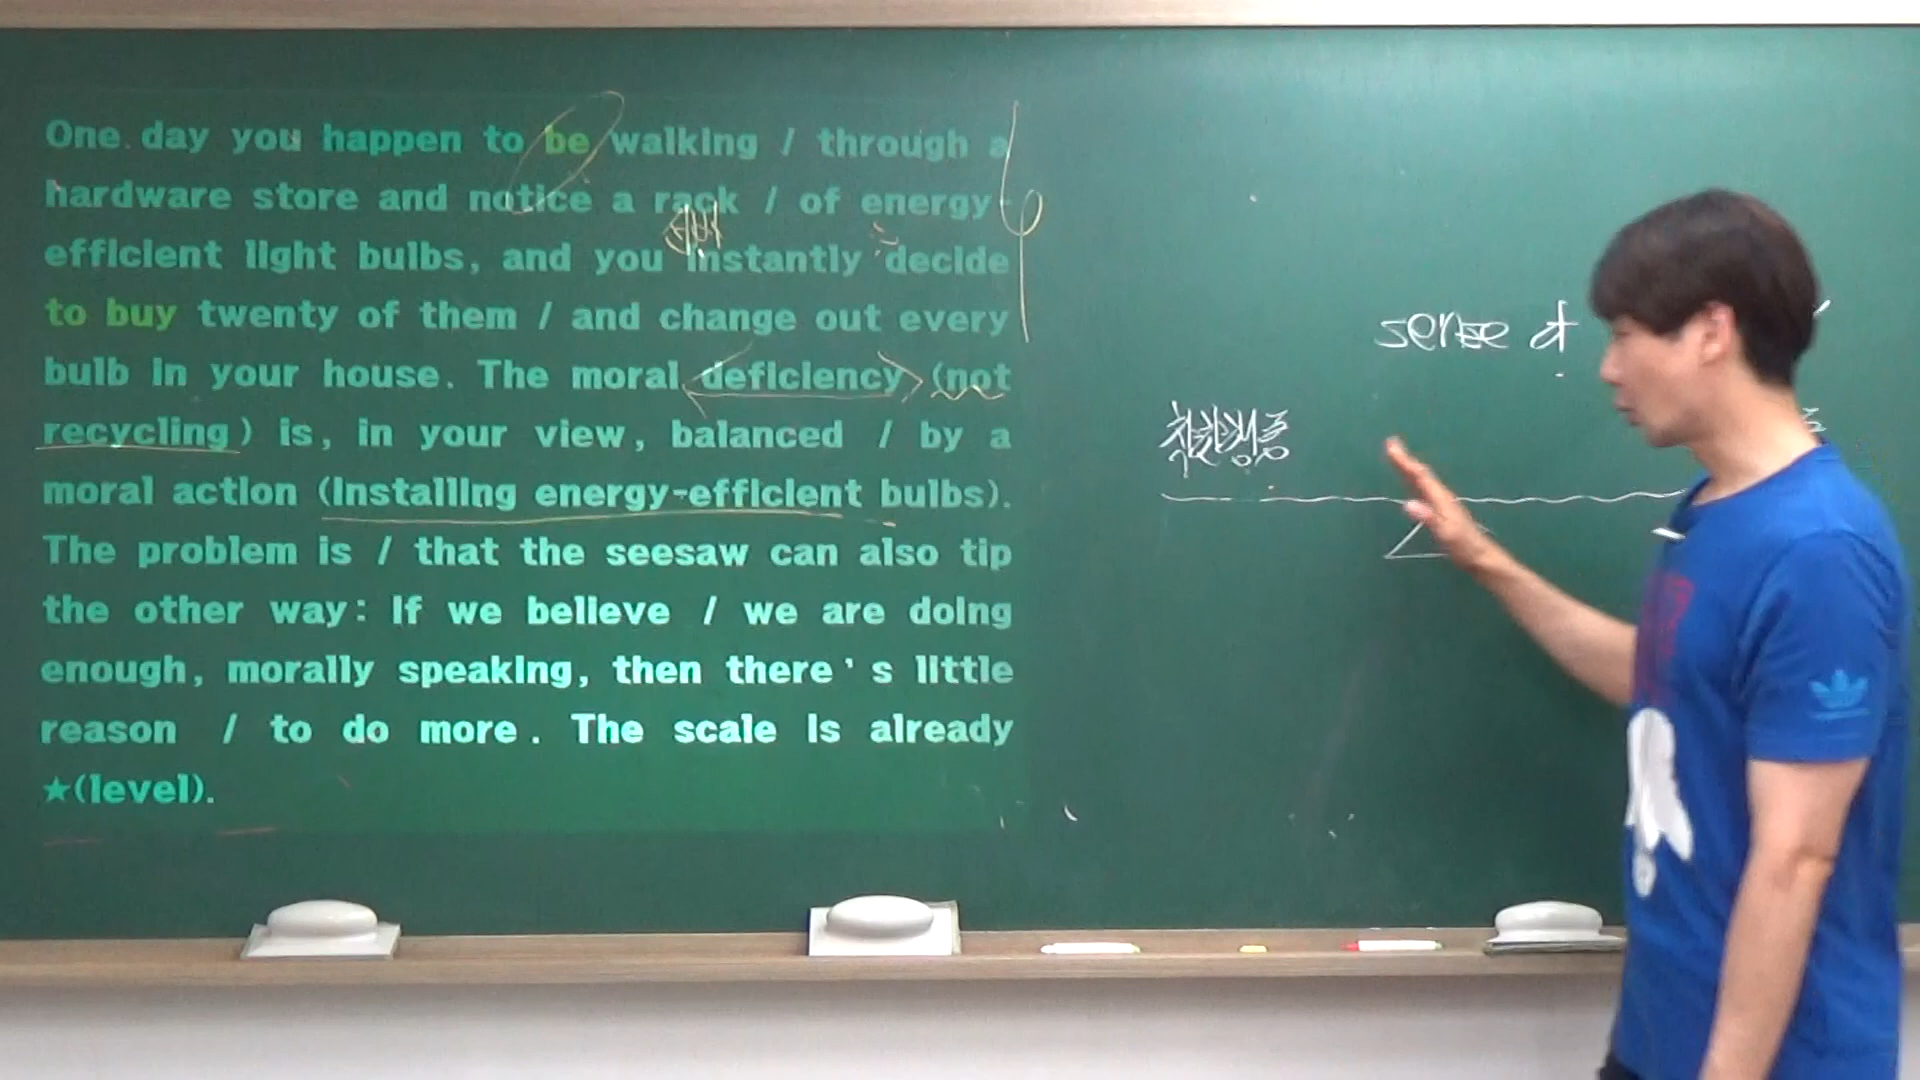 One day you happen to be walking / through a
hardware store and notice a rack / of energy-
efficient light bulbs, and you instantly decide
to buy twenty of them / and change out every
bulb in your house. The moral deficiency (not
recycling) is, in your view, balanced / by a
moral action (installing energy-efficient bulbs).
The problem is / that the seesaw can also tip
the other way: If we believe / we are doing
enough, morally speaking, then there's little
reason / to do more. The scale is already
★(level).
sense of
착한행동